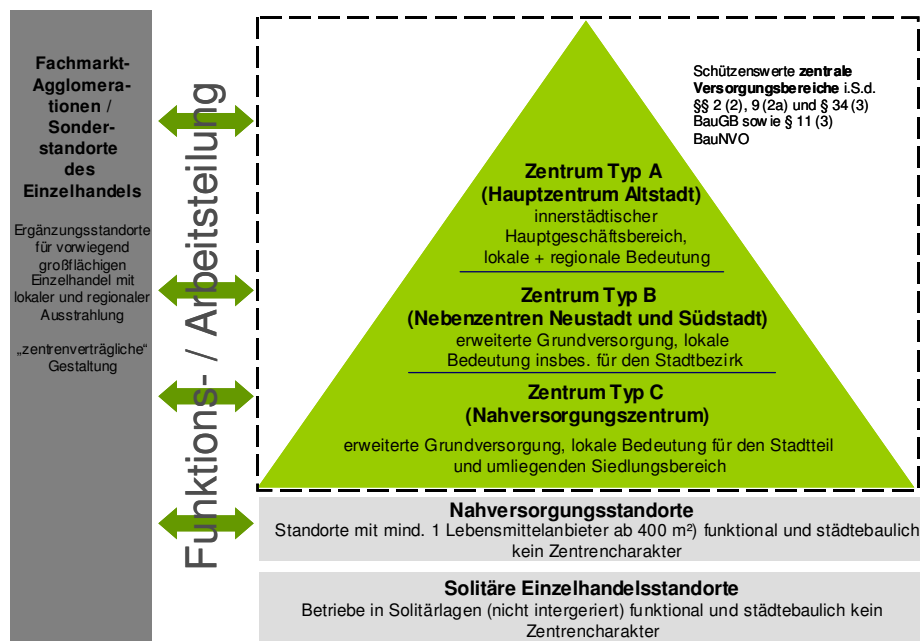 Fachmarkt-
Agglomera-
tionen /
Sonder-
standorte
des
Einzelhandels
Ergänzungsstandorte
für vorwiegend
großflächigen
Einzelhandel mit
lokaler und regionaler
Ausstrahlung
„zentrenverträgliche“
Gestaltung
Funktions- / Arbeitsteilung
Schützenswerte zentrale
Versorgungsbereiche i.S.d.
§§ 2 (2), 9 (2a) und § 34 (3)
BauGB sowie § 11 (3)
BauNVO
Zentrum Typ A
(Hauptzentrum Altstadt)
innerstädtischer
Hauptgeschäftsbereich,
lokale + regionale Bedeutung
Zentrum Typ B
(Nebenzentren Neustadt und Südstadt)
erweiterte Grundversorgung, lokale
Bedeutung insbes. für den Stadtbezirk
Zentrum Typ C
(Nahversorgungszentrum)
erweiterte Grundversorgung, lokale Bedeutung für den Stadtteil
und umliegenden Siedlungsbereich
Nahversorgungsstandorte
Standorte mit mind. 1 Lebensmittelanbieter ab 400 m²) funktional und städtebaulich
kein Zentrencharakter
Solitäre Einzelhandelsstandorte
Betriebe in Solitärlagen (nicht intergeriert) funktional und städtebaulich kein
Zentrencharakter